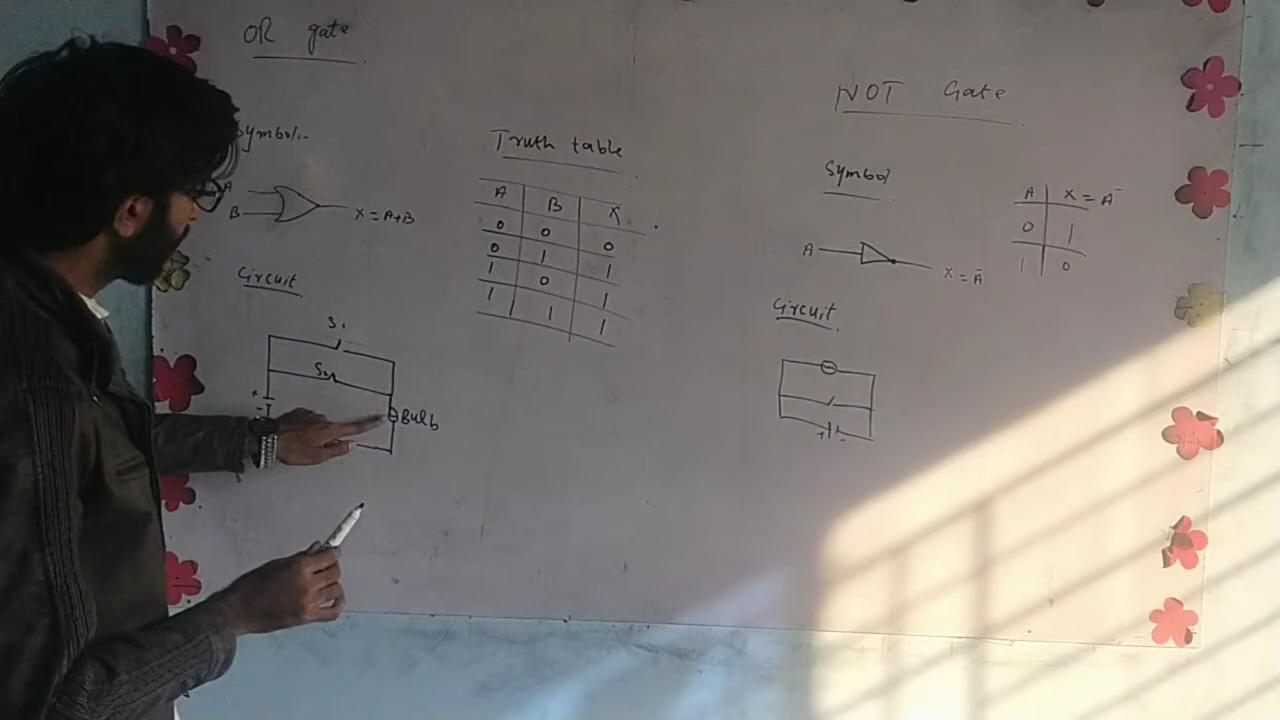 OR gate
Symbol:-
A
B
X = A+B
Circuit
S1
S2
+
-
Bulb
Truth table
A B X
0 0 0
0 1 1
1 0 1
1 1 1
NOT Gate
Symbol
A
X = Ā
A X = A¯
0 1
1 0
Circuit
+ -